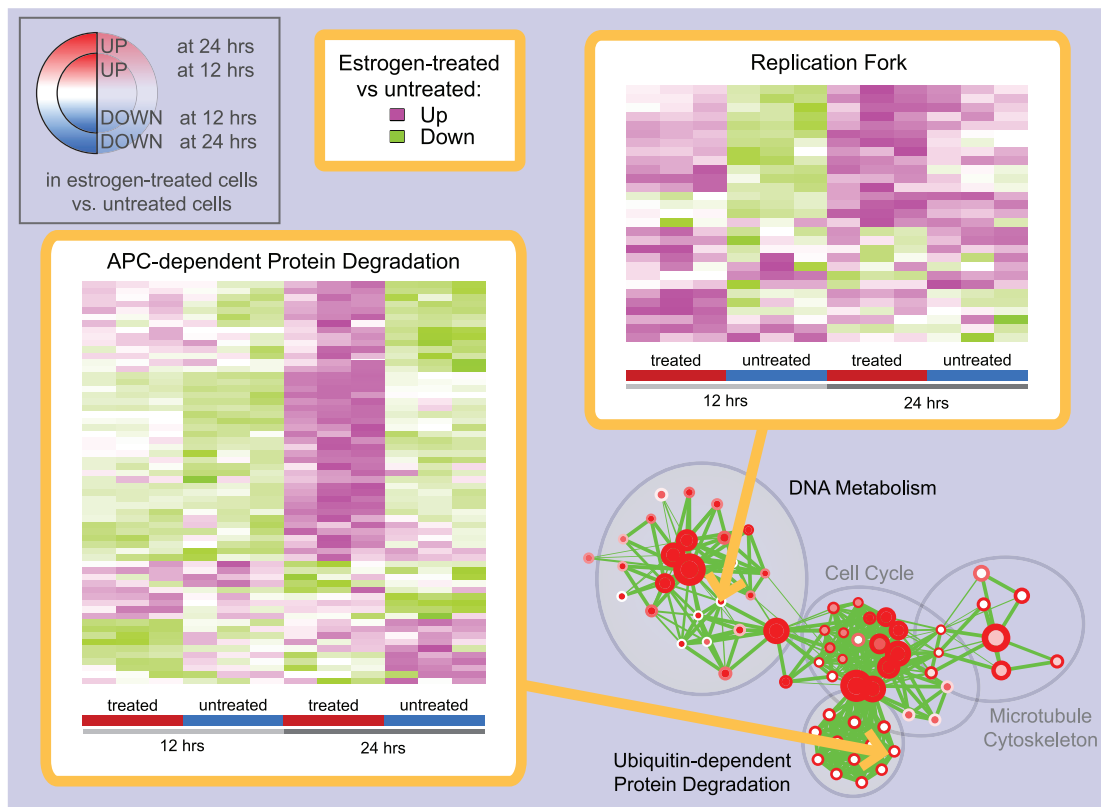 UP at 24 hrs
UP at 12 hrs
DOWN at 12 hrs
DOWN at 24 hrs
in estrogen-treated cells
vs. untreated cells
Estrogen-treated
vs untreated:
Up
Down
Replication Fork
treated untreated treated untreated
12 hrs 24 hrs
APC-dependent Protein Degradation
treated untreated treated untreated
12 hrs 24 hrs
DNA Metabolism
Cell Cycle
Microtubule
Cytoskeleton
Ubiquitin-dependent
Protein Degradation